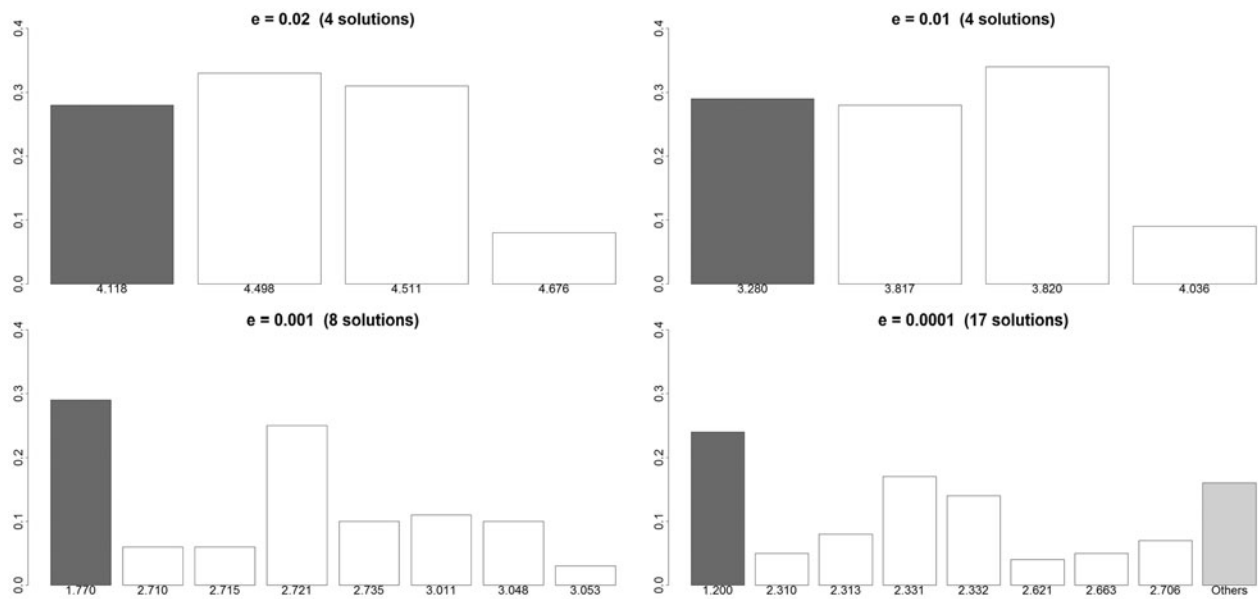 e = 0.02 (4 solutions)
0.0 0.1 0.2 0.3 0.4
4.118 4.498 4.511 4.676
e = 0.01 (4 solutions)
0.0 0.1 0.2 0.3 0.4
3.280 3.817 3.820 4.036
e = 0.001 (8 solutions)
0.0 0.1 0.2 0.3 0.4
1.770 2.710 2.715 2.721 2.735 3.011 3.048 3.053
e = 0.0001 (17 solutions)
0.0 0.1 0.2 0.3 0.4
1.200 2.310 2.313 2.331 2.332 2.621 2.663 2.706 Others